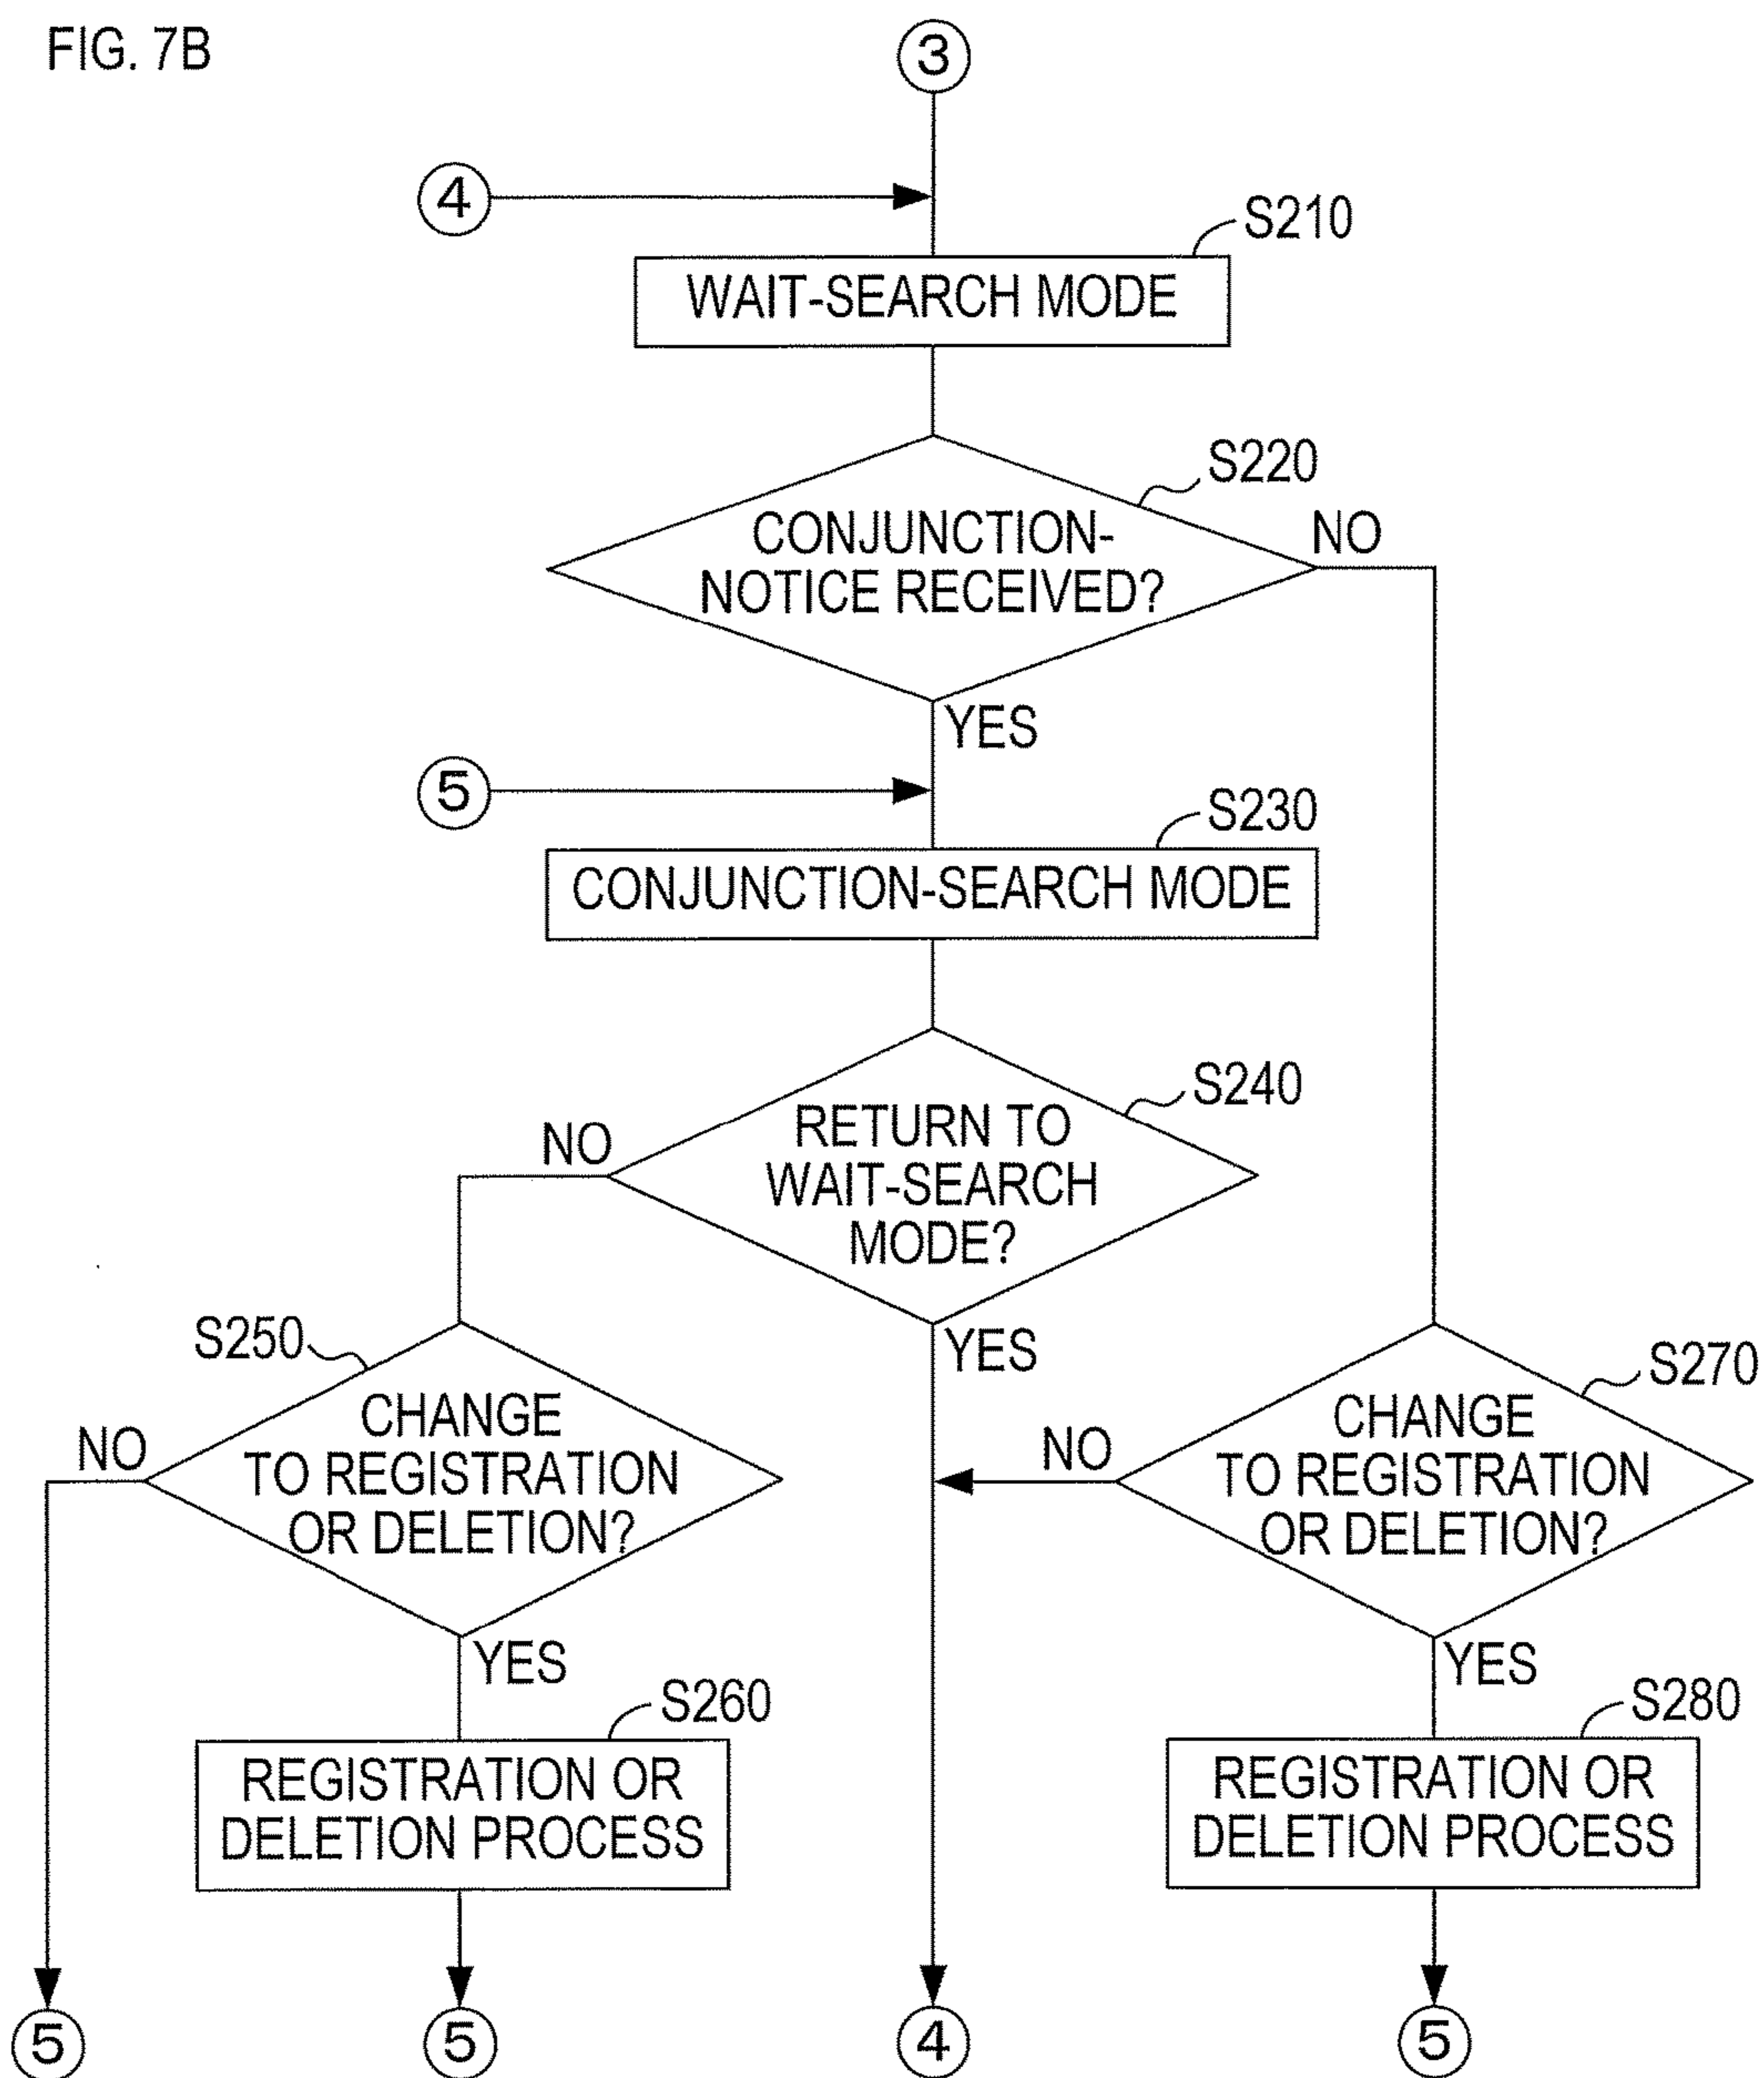 FIG. 7B
3
4
S210
WAIT-SEARCH MODE
S220
CONJUNCTION-
NOTICE RECEIVED?
NO
YES
5
S230
CONJUNCTION-SEARCH MODE
S240
RETURN TO
WAIT-SEARCH
MODE?
NO
YES
S250
CHANGE
TO REGISTRATION
OR DELETION?
NO
YES
S270
CHANGE
TO REGISTRATION
OR DELETION?
NO
YES
S260
REGISTRATION OR
DELETION PROCESS
S280
REGISTRATION OR
DELETION PROCESS
5
5
4
5